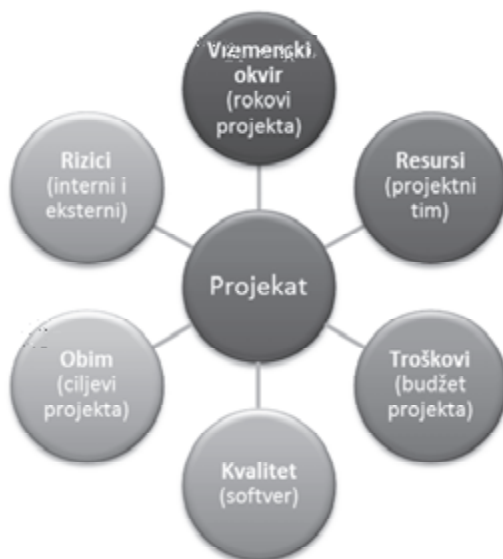 Vremenski
okvir
(rokovi
projekta)
Resursi
(projektni
tim)
Troškovi
(budžet
projekta)
Kvalitet
(softver)
Obim
(ciljevi
projekta)
Rizici
(interni i
eksterni)
Projekat